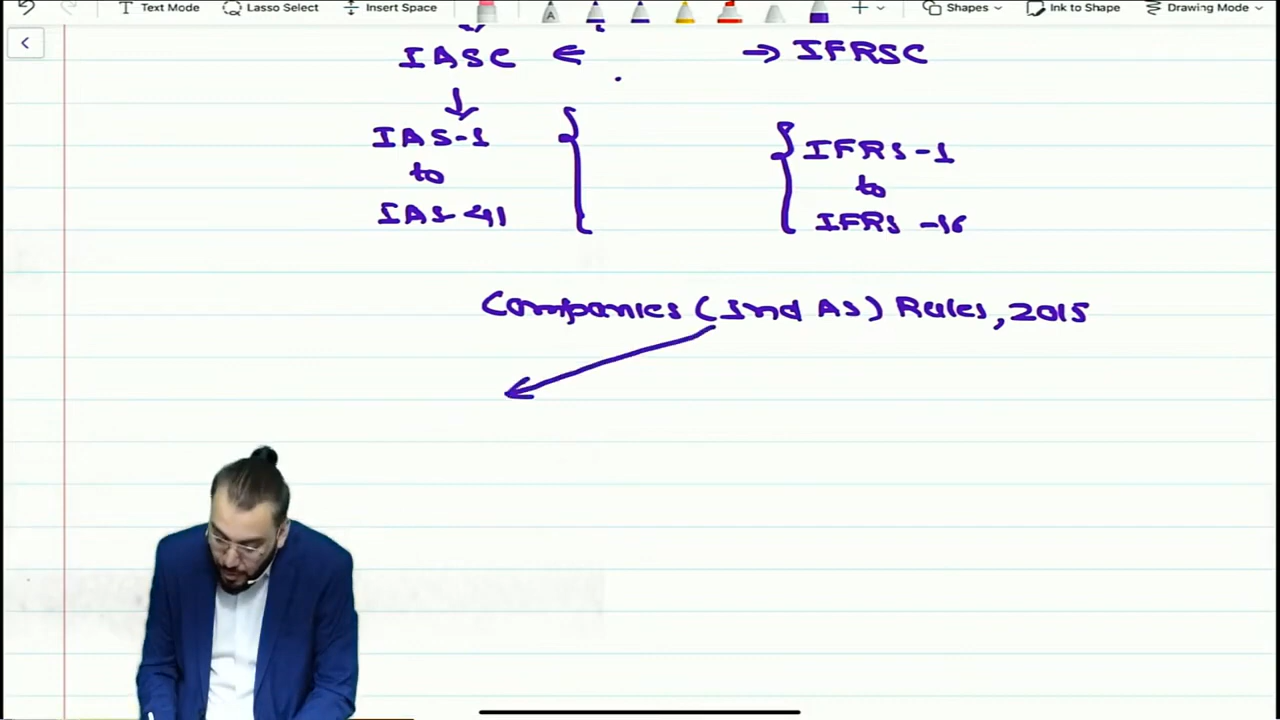 Text Mode Lasso Select Insert Space Shapes Ink to Shape Drawing Mode
IASC ← → IFRSC
IAS-1 IFRS-1
to to
IAS-41 IFRS-16
Companies (Ind AS) Rules, 2015